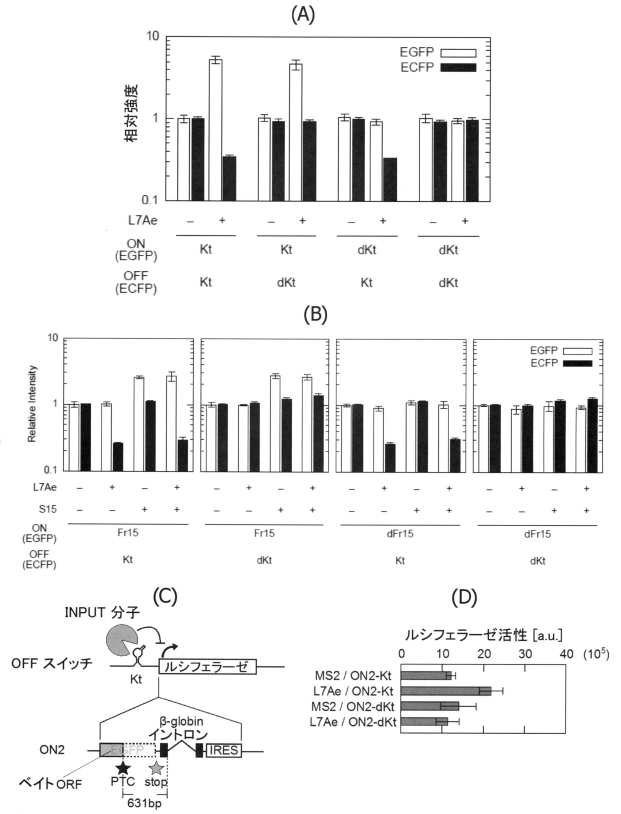 (A)
EGFP
ECFP
相対強度
10
1
0.1
L7Ae – + – + – + – +
ON (EGFP) Kt Kt dKt dKt
OFF (ECFP) Kt dKt Kt dKt
(B)
EGFP
ECFP
Relative Intensity
10
1
0.1
L7Ae – + – + – + – + – + – + – + – +
S15 – – + + – – + + – – + + – – + +
ON (EGFP) Fr15 Fr15 dFr15 dFr15
OFF (ECFP) Kt dKt Kt dKt
(C)
INPUT 分子
OFF スイッチ
Kt
ルシフェラーゼ
β-globin
イントロン
ON2
EGFP
IRES
ベイトORF
PTC
stop
631bp
(D)
ルシフェラーゼ活性 [a.u.]
0 10 20 30 40 (10⁵)
MS2 / ON2-Kt
L7Ae / ON2-Kt
MS2 / ON2-dKt
L7Ae / ON2-dKt